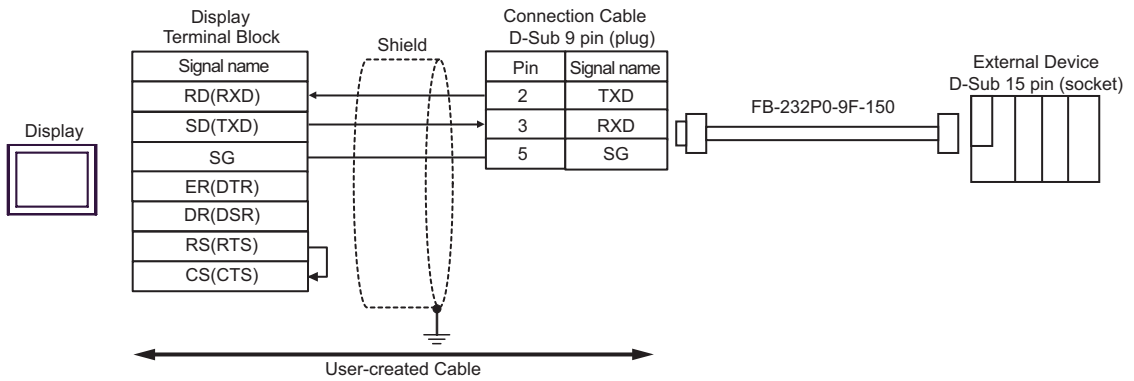 Display
Terminal Block
Shield
Connection Cable
D-Sub 9 pin (plug)
External Device
D-Sub 15 pin (socket)
Display
Signal name
RD(RXD)
SD(TXD)
SG
ER(DTR)
DR(DSR)
RS(RTS)
CS(CTS)
Pin Signal name
2 TXD
3 RXD
5 SG
FB-232P0-9F-150
User-created Cable